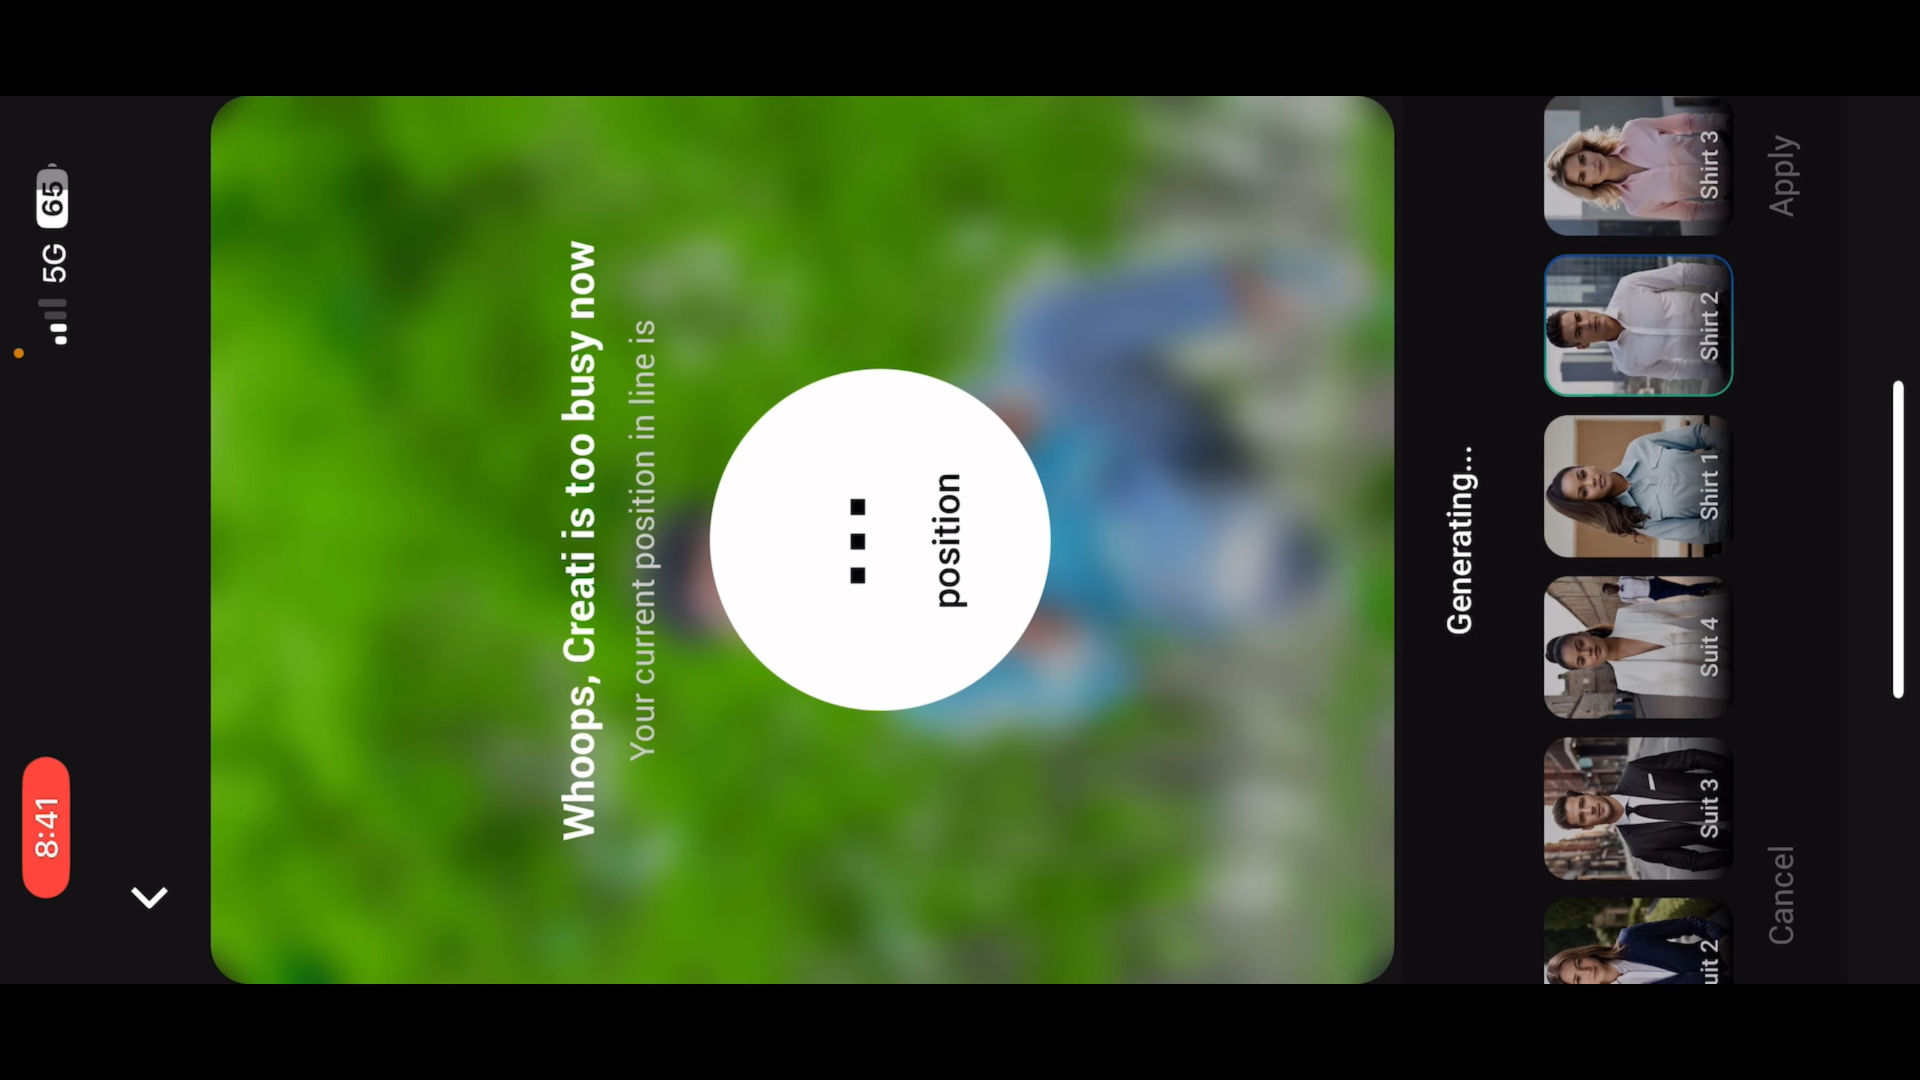 8:41
5G 65
Whoops, Creati is too busy now
Your current position in line is
position
Generating...
uit 2
Suit 3
Suit 4
Shirt 1
Shirt 2
Shirt 3
Cancel
Apply